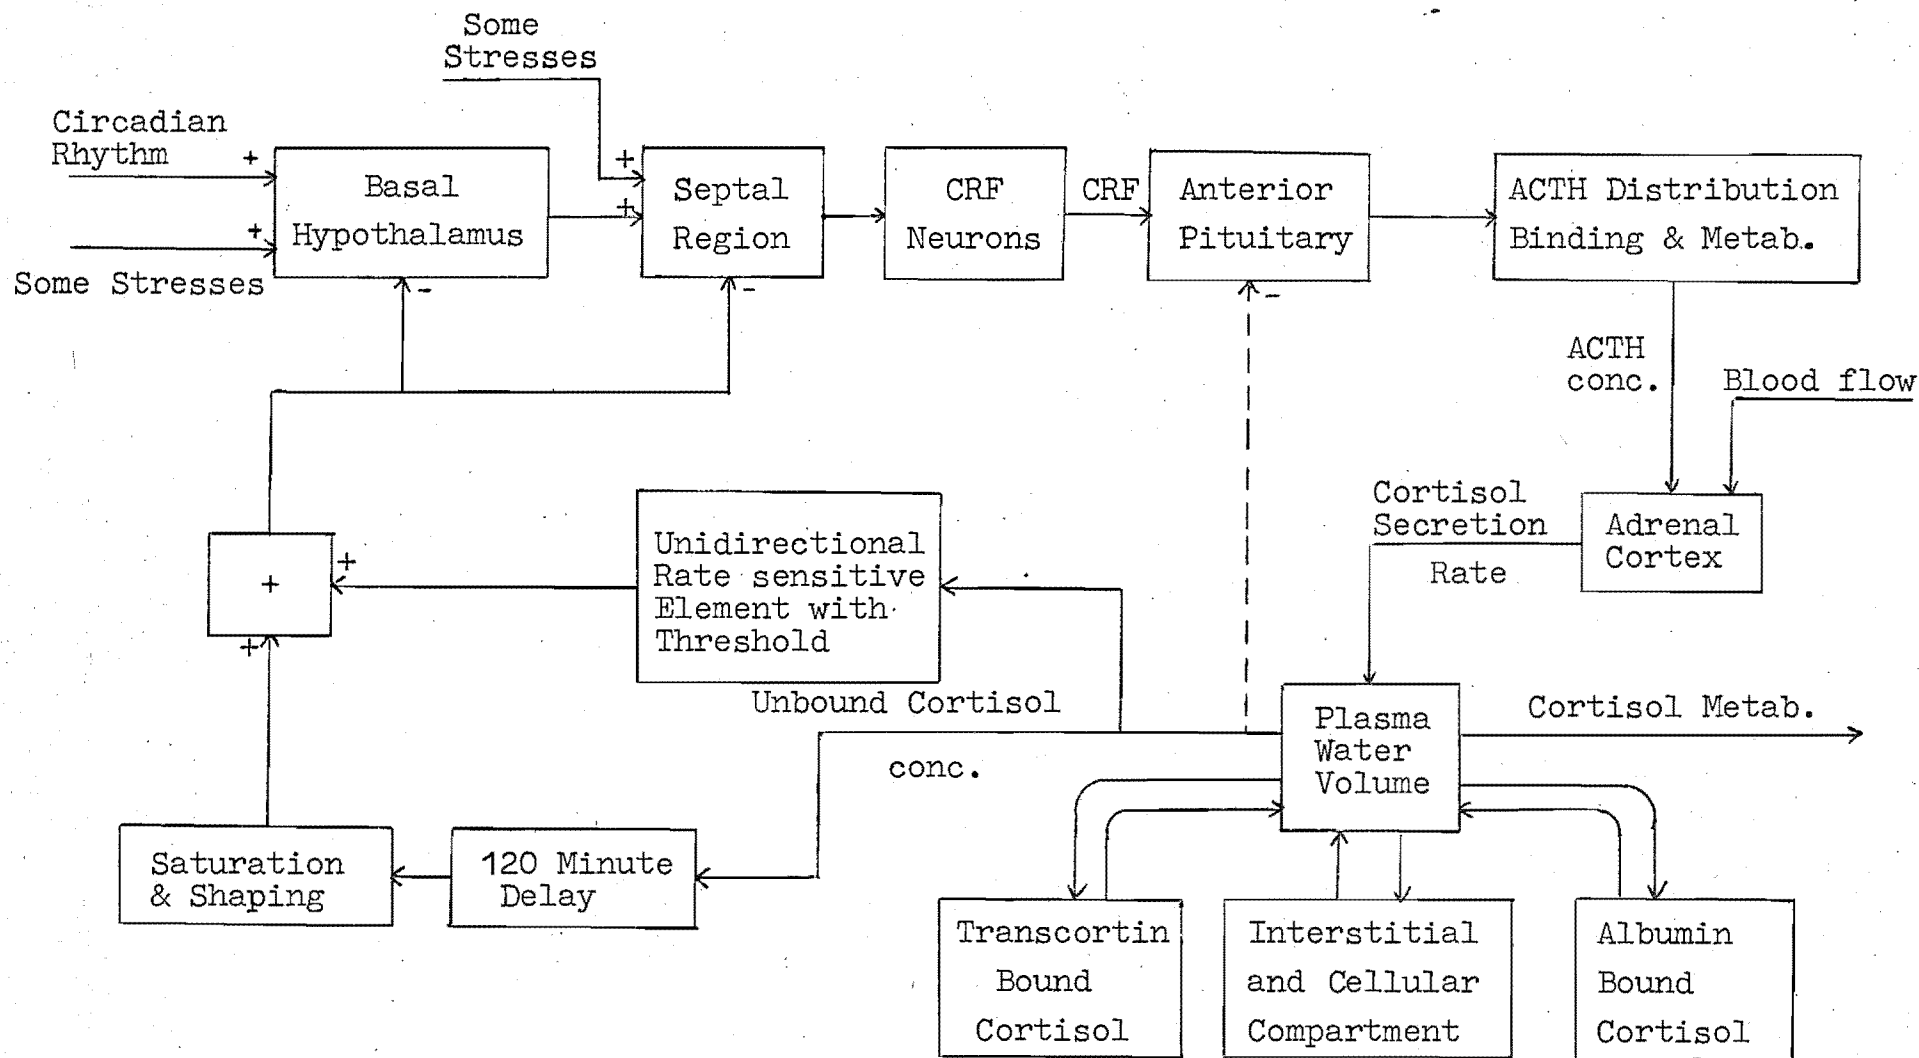 Some
Stresses
Circadian
Rhythm
+
+
Some Stresses
Basal
Hypothalamus
-
+
+
Septal
Region
-
CRF
Neurons
CRF
Anterior
Pituitary
-
ACTH Distribution
Binding & Metab.
ACTH
conc.
Blood flow
Adrenal
Cortex
Cortisol
Secretion
Rate
Unidirectional
Rate sensitive
Element with
Threshold
+
+
+
Unbound Cortisol
conc.
Plasma
Water
Volume
Cortisol Metab.
Saturation
& Shaping
120 Minute
Delay
Transcortin
Bound
Cortisol
Interstitial
and Cellular
Compartment
Albumin
Bound
Cortisol